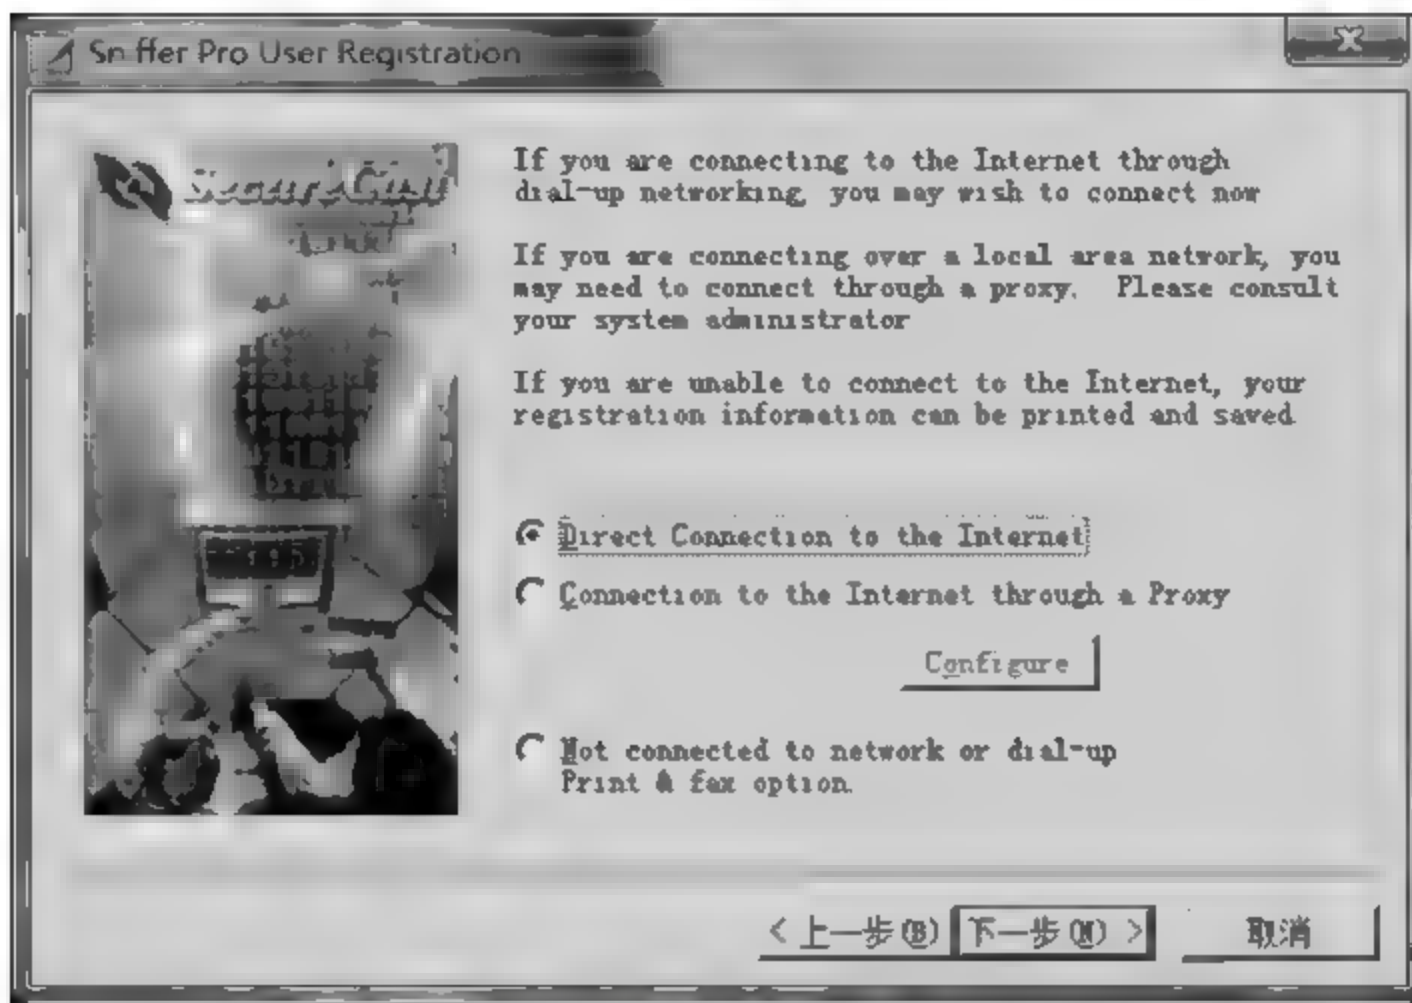 Sniffer Pro User Registration
If you are connecting to the Internet through
dial-up networking, you may wish to connect now
If you are connecting over a local area network, you
may need to connect through a proxy. Please consult
your system administrator
If you are unable to connect to the Internet, your
registration information can be printed and saved
Direct Connection to the Internet
Connection to the Internet through a Proxy
Configure
Not connected to network or dial-up
Print & fax option.
< 上一步(B) 下一步(N) > 取消